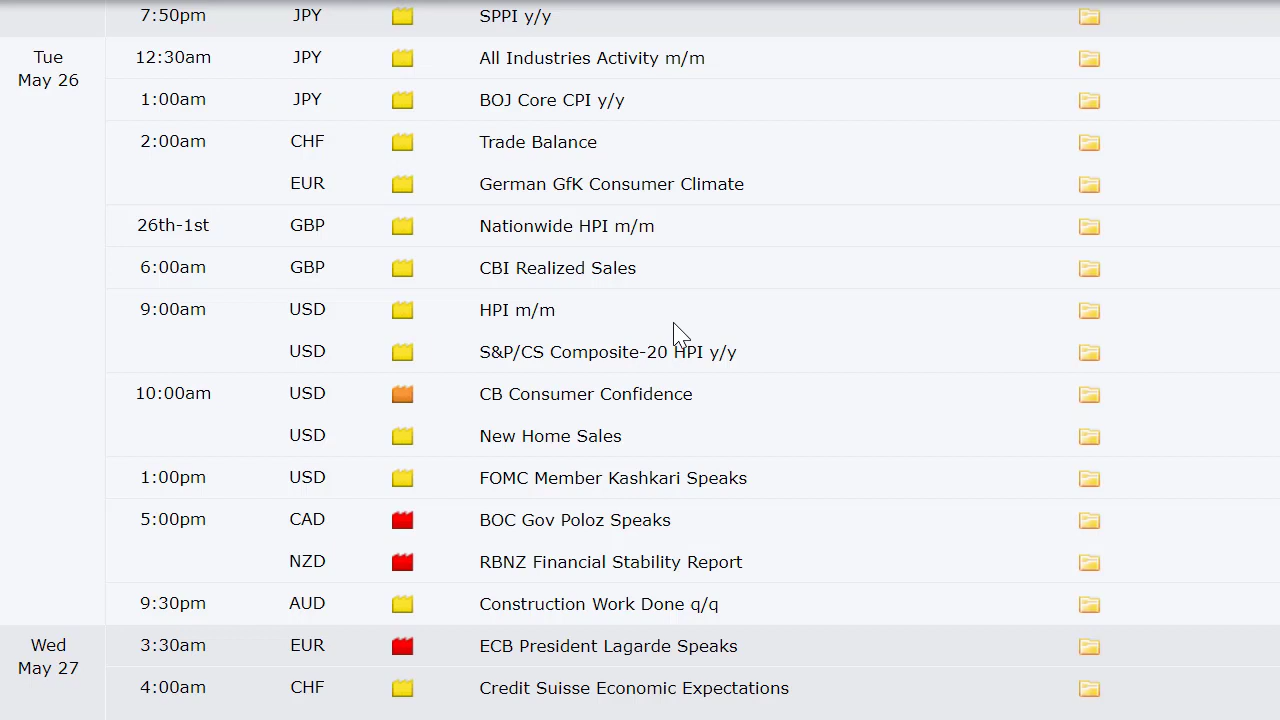 7:50pm JPY SPPI y/y
Tue May 26 12:30am JPY All Industries Activity m/m
1:00am JPY BOJ Core CPI y/y
2:00am CHF Trade Balance
EUR German GfK Consumer Climate
26th-1st GBP Nationwide HPI m/m
6:00am GBP CBI Realized Sales
9:00am USD HPI m/m
USD S&P/CS Composite-20 HPI y/y
10:00am USD CB Consumer Confidence
USD New Home Sales
1:00pm USD FOMC Member Kashkari Speaks
5:00pm CAD BOC Gov Poloz Speaks
NZD RBNZ Financial Stability Report
9:30pm AUD Construction Work Done q/q
Wed May 27 3:30am EUR ECB President Lagarde Speaks
4:00am CHF Credit Suisse Economic Expectations